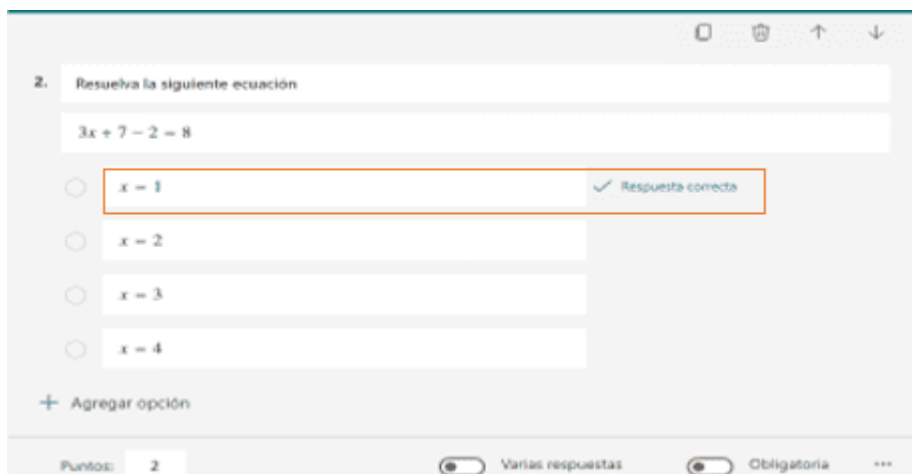 2. Resuelva la siguiente ecuación
3x + 7 − 2 = 8
x = 1 Respuesta correcta
x = 2
x = 3
x = 4
Agregar opción
Puntos: 2 Varias respuestas Obligatoria